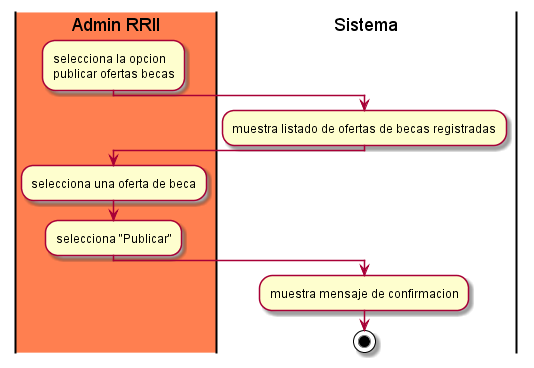 Admin RRII
Sistema
selecciona la opcion
publicar ofertas becas
muestra listado de ofertas de becas registradas
selecciona una oferta de beca
selecciona "Publicar"
muestra mensaje de confirmacion